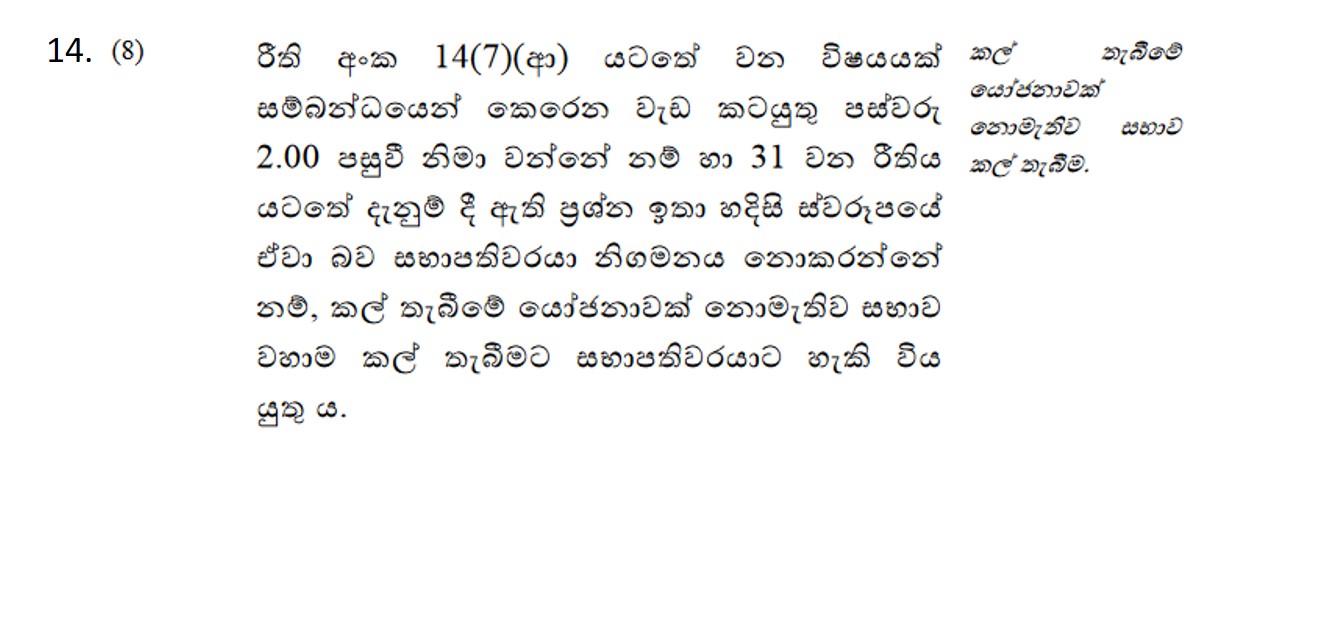 14. (8)
රීති අංක 14(7)(ආ) යටතේ වන විෂයයක්
සම්බන්ධයෙන් කෙරෙන වැඩ කටයුතු පස්වරු
2.00 පසුවී නිමා වන්නේ නම් හා 31 වන රීතිය
යටතේ දැනුම් දී ඇති ප්‍රශ්න ඉතා හදිසි ස්වරූපයේ
ඒවා බව සභාපතිවරයා නිගමනය නොකරන්නේ
නම්, කල් තැබීමේ යෝජනාවක් නොමැතිව සභාව
වහාම කල් තැබීමට සභාපතිවරයාට හැකි විය
යුතු ය.
කල් තැබීමේ
යෝජනාවක්
නොමැතිව සභාව
කල් තැබීම.